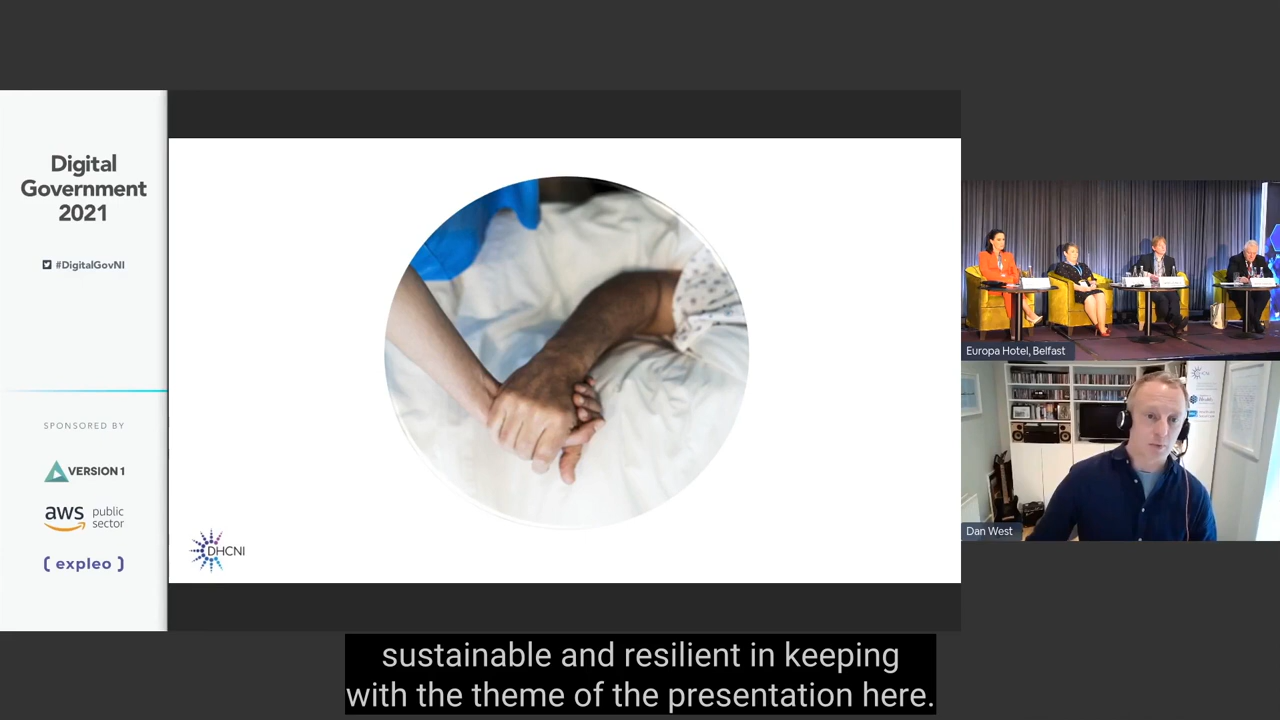 Digital
Government
2021
#DigitalGovNI
SPONSORED BY
VERSION 1
aws public
sector
( expleo )
DHCNI
Europa Hotel, Belfast
Dan West
sustainable and resilient in keeping
with the theme of the presentation here.